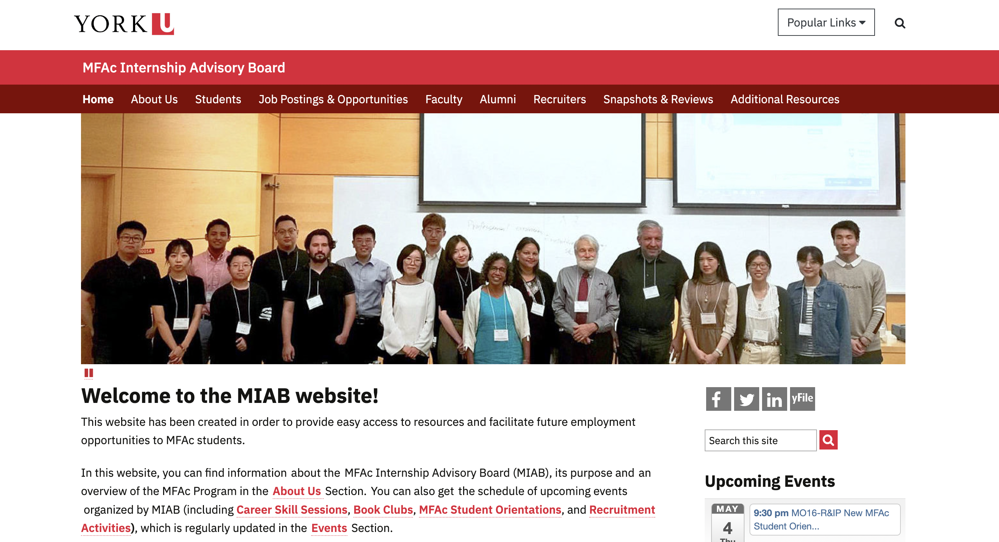 YORK U
Popular Links
MFAc Internship Advisory Board
Home About Us Students Job Postings & Opportunities Faculty Alumni Recruiters Snapshots & Reviews Additional Resources
Professional
Welcome to the MIAB website!
This website has been created in order to provide easy access to resources and facilitate future employment
opportunities to MFAc students.
In this website, you can find information about the MFAc Internship Advisory Board (MIAB), its purpose and an
overview of the MFAc Program in the About Us Section. You can also get the schedule of upcoming events
organized by MIAB (including Career Skill Sessions, Book Clubs, MFAc Student Orientations, and Recruitment
Activities), which is regularly updated in the Events Section.
f in yFile
Search this site
Upcoming Events
MAY
4
Thu
9:30 pm MO16-R&IP New MFAc
Student Orien...